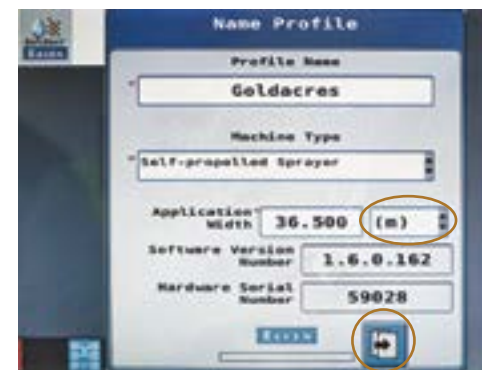 Name Profile
Profile Name
* Goldacres
Machine Type
* Self-propelled Sprayer
Application*
Width 36.500 (m)
Software Version
Number 1.6.0.162
Hardware Serial
Number 59028
Raven